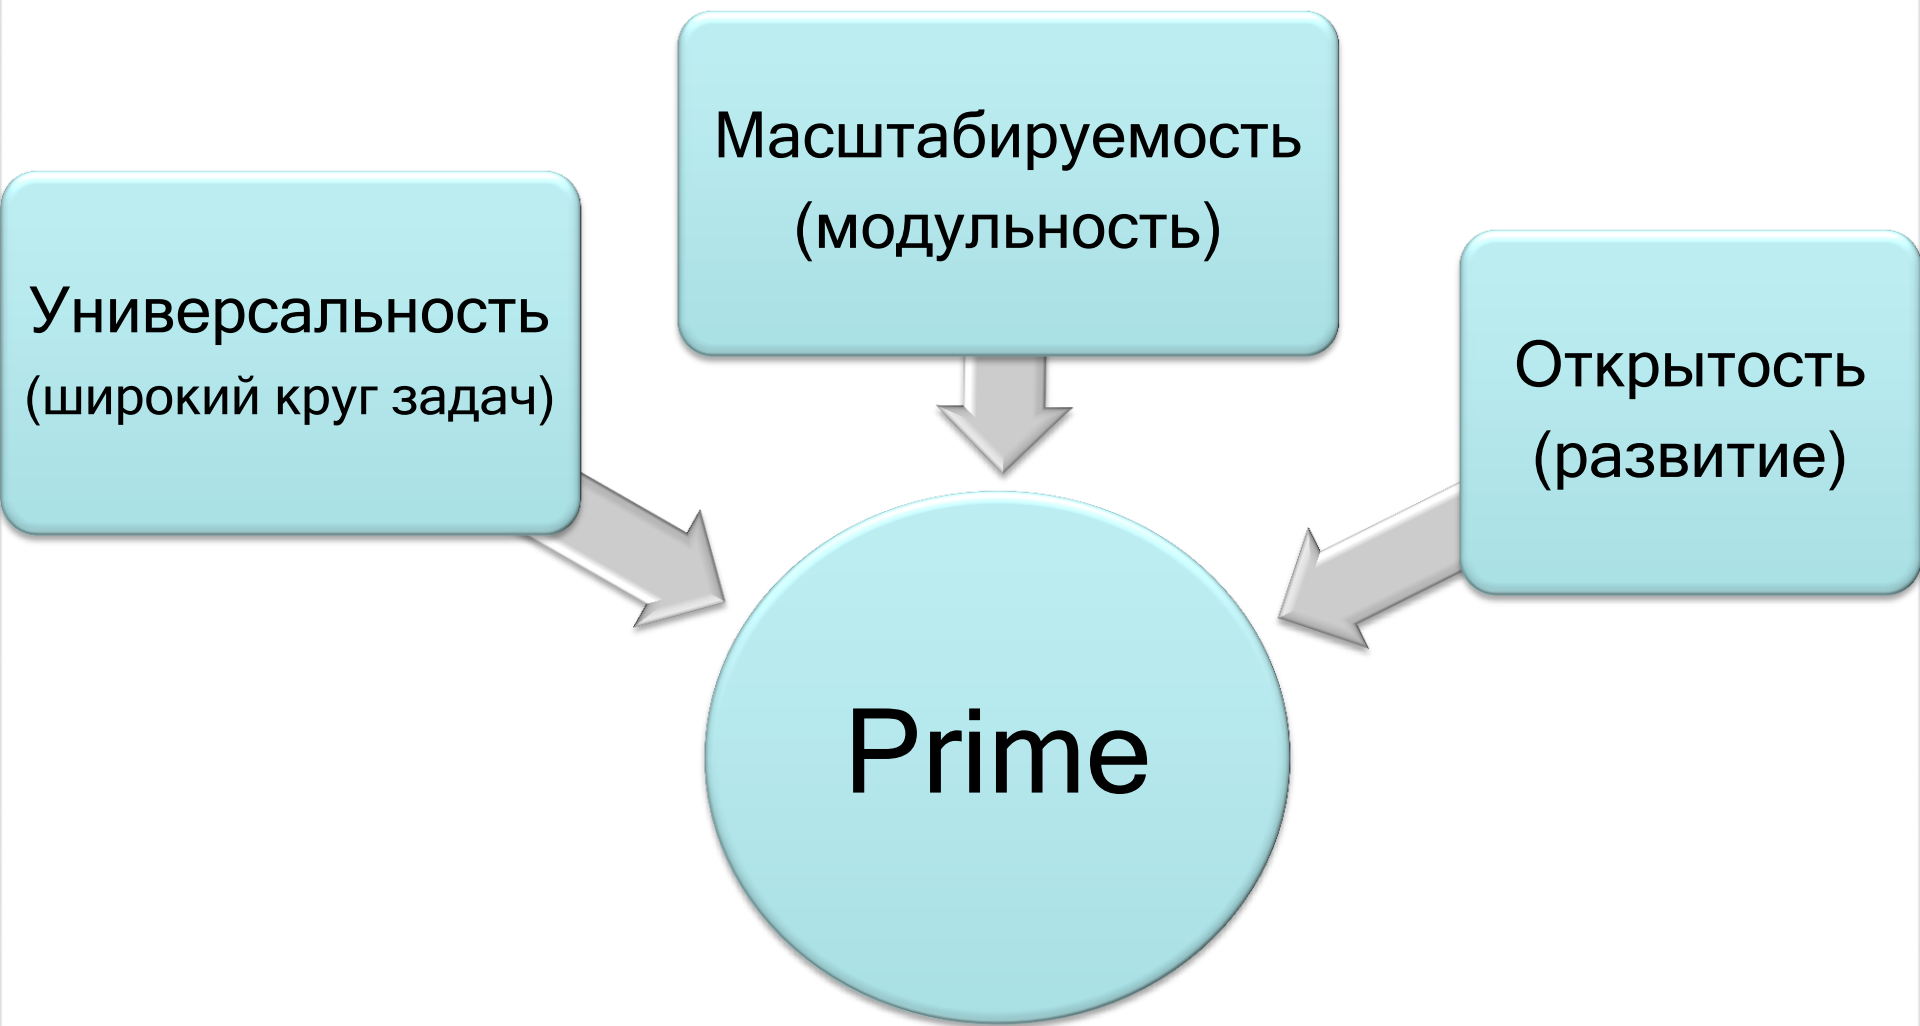 Универсальность
(широкий круг задач)
Масштабируемость
(модульность)
Открытость
(развитие)
Prime